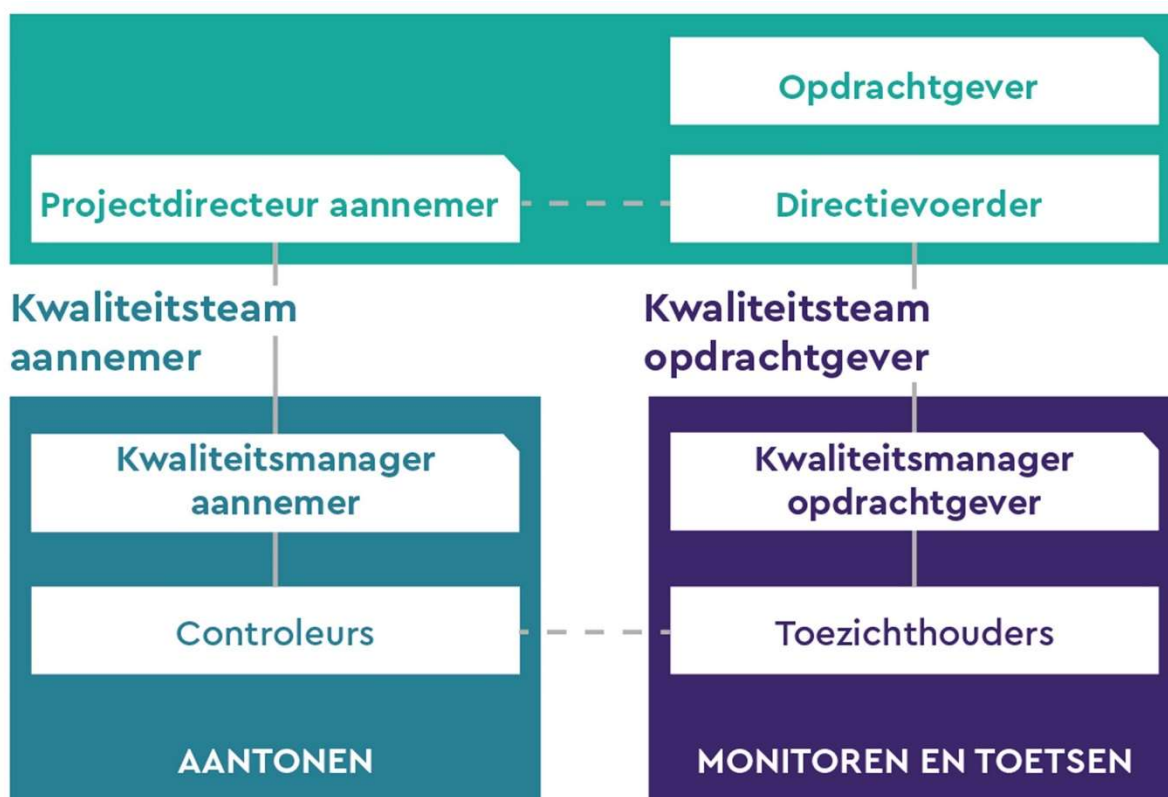 Opdrachtgever
Projectdirecteur aannemer
Directievoerder
Kwaliteitsteam
aannemer
Kwaliteitsteam
opdrachtgever
Kwaliteitsmanager
aannemer
Kwaliteitsmanager
opdrachtgever
Controleurs
Toezichthouders
AANTONEN
MONITOREN EN TOETSEN